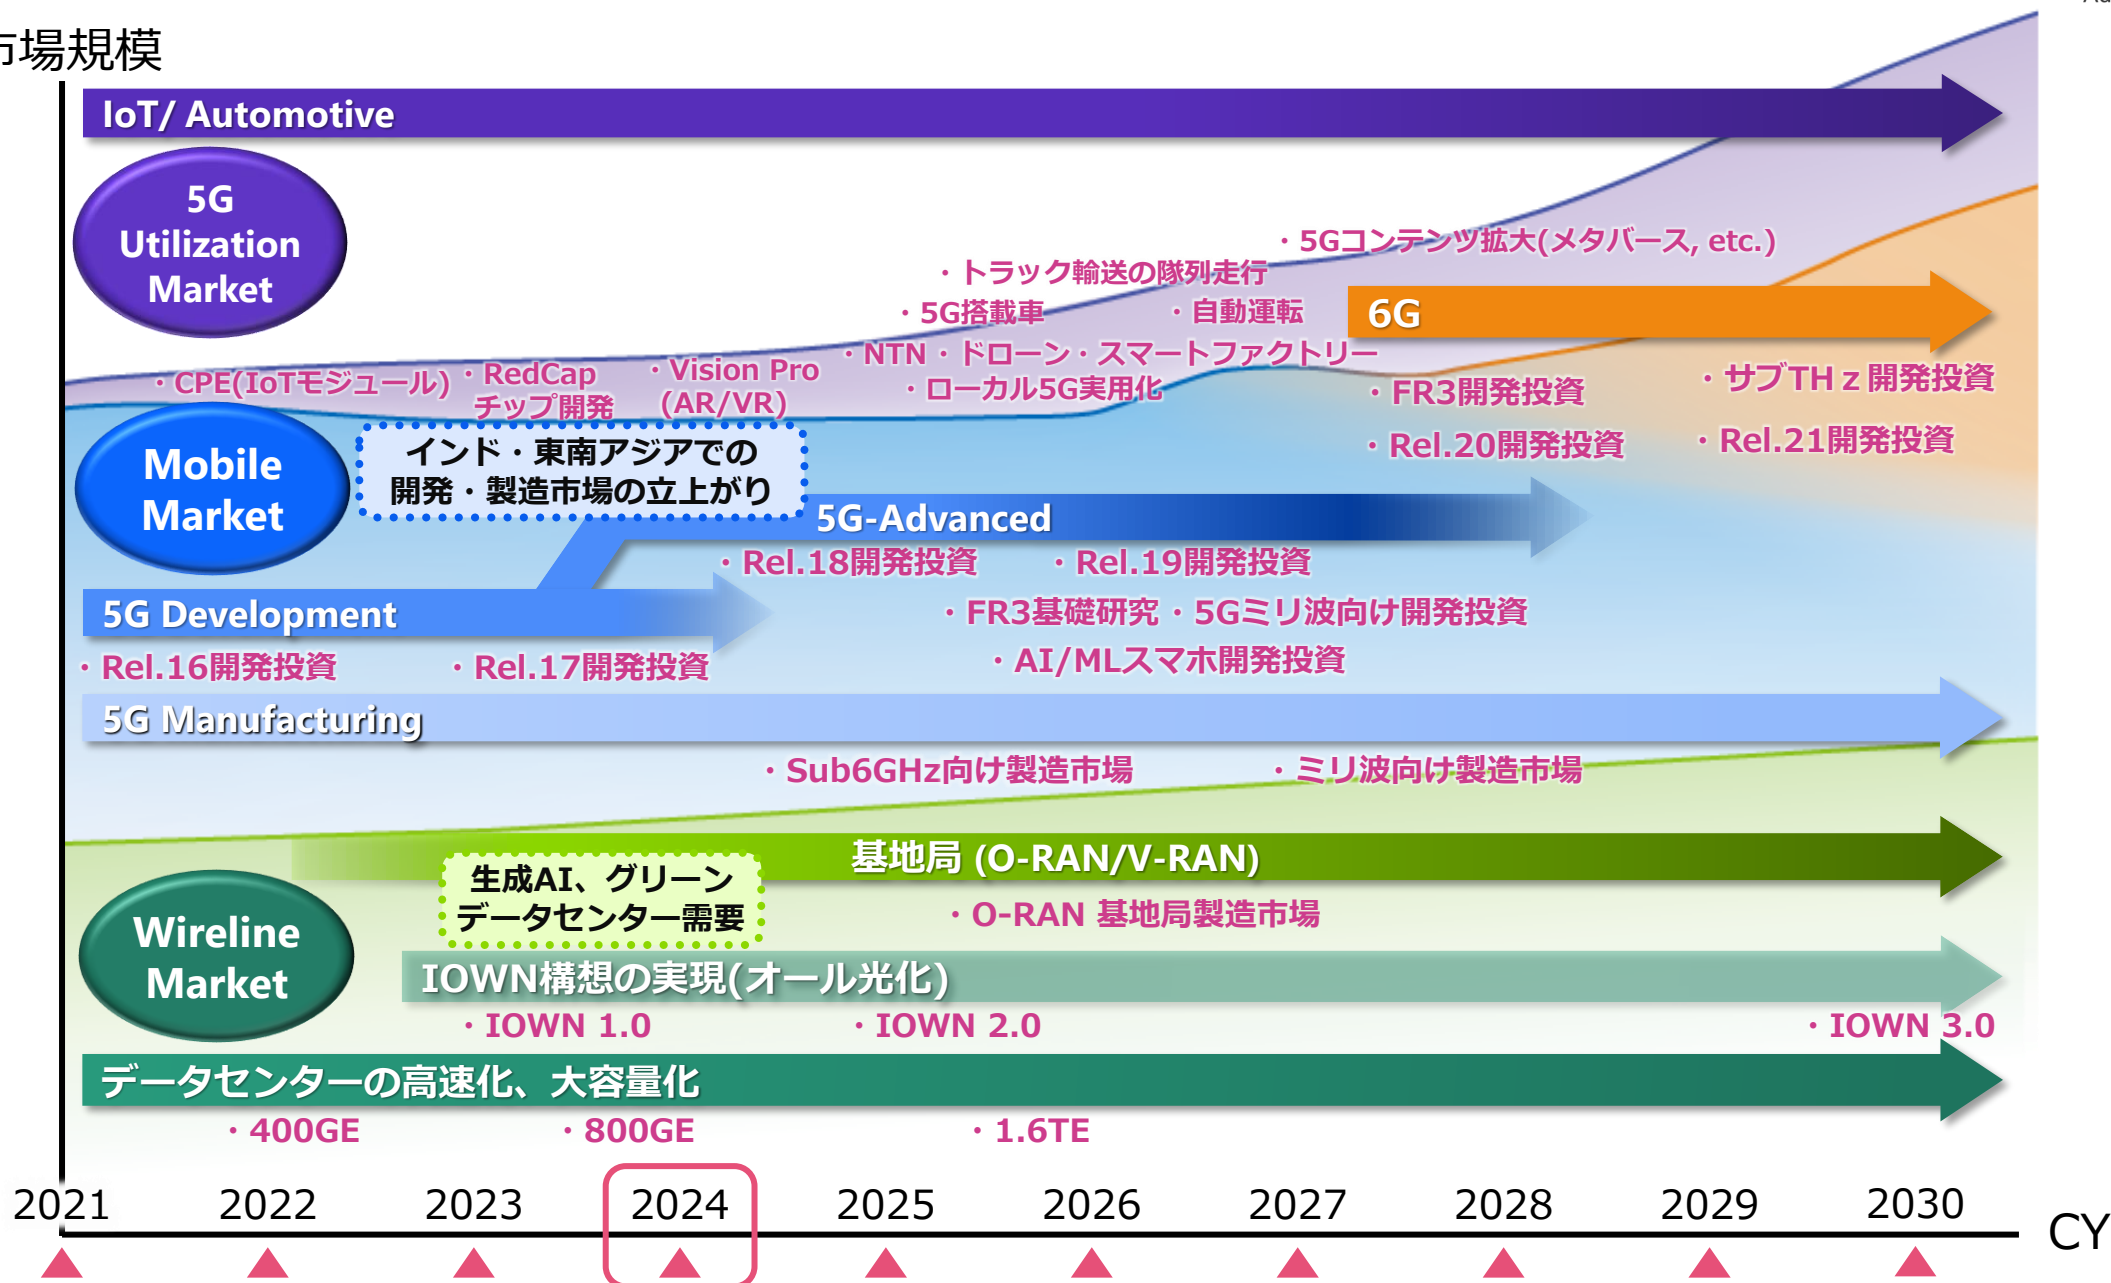 市場規模
IoT/ Automotive
5G
Utilization
Market
・5Gコンテンツ拡大(メタバース, etc.)
・トラック輸送の隊列走行
・5G搭載車
・自動運転
6G
・NTN・ドローン・スマートファクトリー
・CPE(IoTモジュール)
・RedCap
チップ開発
・Vision Pro
(AR/VR)
・ローカル5G実用化
・FR3開発投資
・サブTHz開発投資
・Rel.20開発投資
・Rel.21開発投資
Mobile
Market
インド・東南アジアでの
開発・製造市場の立上がり
5G-Advanced
・Rel.18開発投資
・Rel.19開発投資
5G Development
・FR3基礎研究・5Gミリ波向け開発投資
・Rel.16開発投資
・Rel.17開発投資
・AI/MLスマホ開発投資
5G Manufacturing
・Sub6GHz向け製造市場
・ミリ波向け製造市場
基地局 (O-RAN/V-RAN)
生成AI、グリーン
データセンター需要
・O-RAN 基地局製造市場
Wireline
Market
IOWN構想の実現(オール光化)
・IOWN 1.0
・IOWN 2.0
・IOWN 3.0
データセンターの高速化、大容量化
・400GE
・800GE
・1.6TE
2021 2022 2023 2024 2025 2026 2027 2028 2029 2030
CY